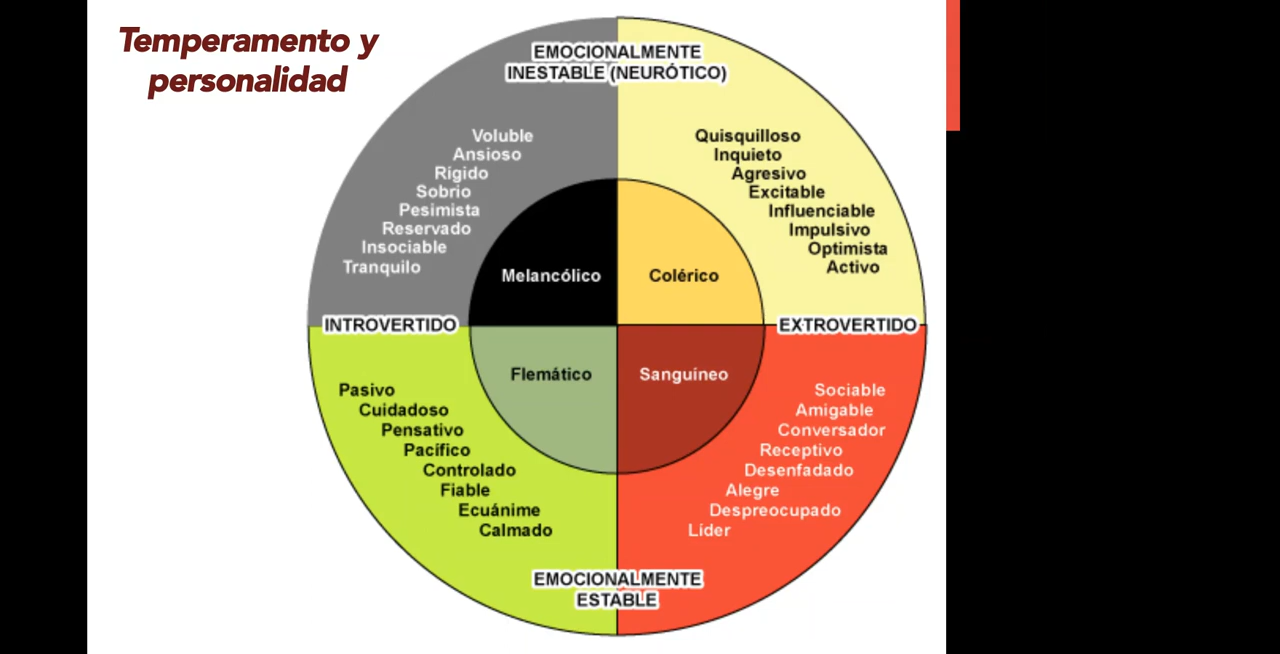 Temperamento y
personalidad
EMOCIONALMENTE
INESTABLE (NEURÓTICO)
Voluble
Ansioso
Rígido
Sobrio
Pesimista
Reservado
Insociable
Tranquilo
Quisquilloso
Inquieto
Agresivo
Excitable
Influenciable
Impulsivo
Optimista
Activo
Melancólico
Colérico
INTROVERTIDO
EXTROVERTIDO
Flemático
Sanguíneo
Pasivo
Cuidadoso
Pensativo
Pacífico
Controlado
Fiable
Ecuánime
Calmado
Sociable
Amigable
Conversador
Receptivo
Desenfadado
Alegre
Despreocupado
Líder
EMOCIONALMENTE
ESTABLE